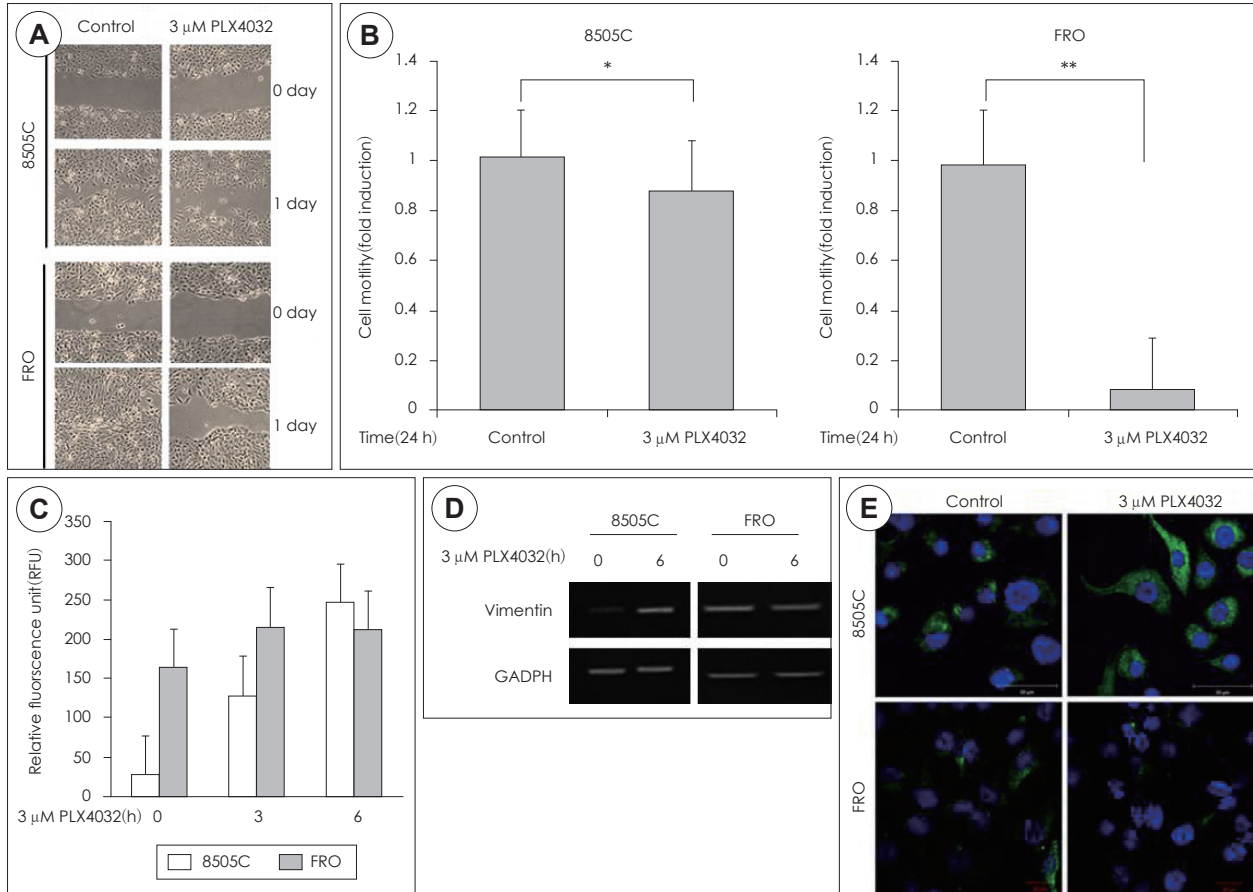 A
Control 3 µM PLX4032
8505C
0 day
1 day
FRO
0 day
1 day
B
8505C
1.4
1.2
1
0.8
0.6
0.4
0.2
0
Cell motlity(fold induction)
*
Time(24 h) Control 3 µM PLX4032
FRO
1.4
1.2
1
0.8
0.6
0.4
0.2
0
Cell motlity(fold induction)
**
Time(24 h) Control 3 µM PLX4032
C
350
300
250
200
150
100
50
0
Relative fluorescence unit(RFU)
3 µM PLX4032(h) 0 3 6
8505C FRO
D
8505C FRO
3 µM PLX4032(h) 0 6 0 6
Vimentin
GADPH
E
Control 3 µM PLX4032
8505C
FRO